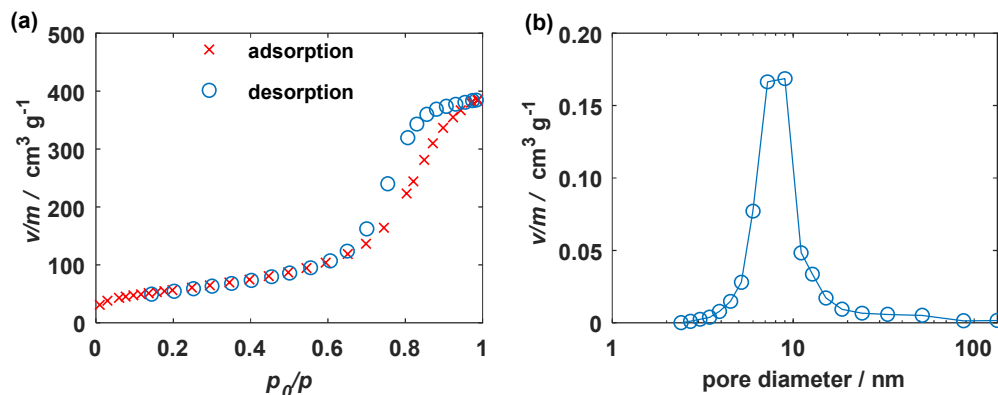 (a)
500
400
300
200
100
0
v/m / cm³ g⁻¹
× adsorption
○ desorption
0 0.2 0.4 0.6 0.8 1
p₀/p
(b)
0.20
0.15
0.10
0.05
0
v/m / cm³ g⁻¹
1 10 100
pore diameter / nm